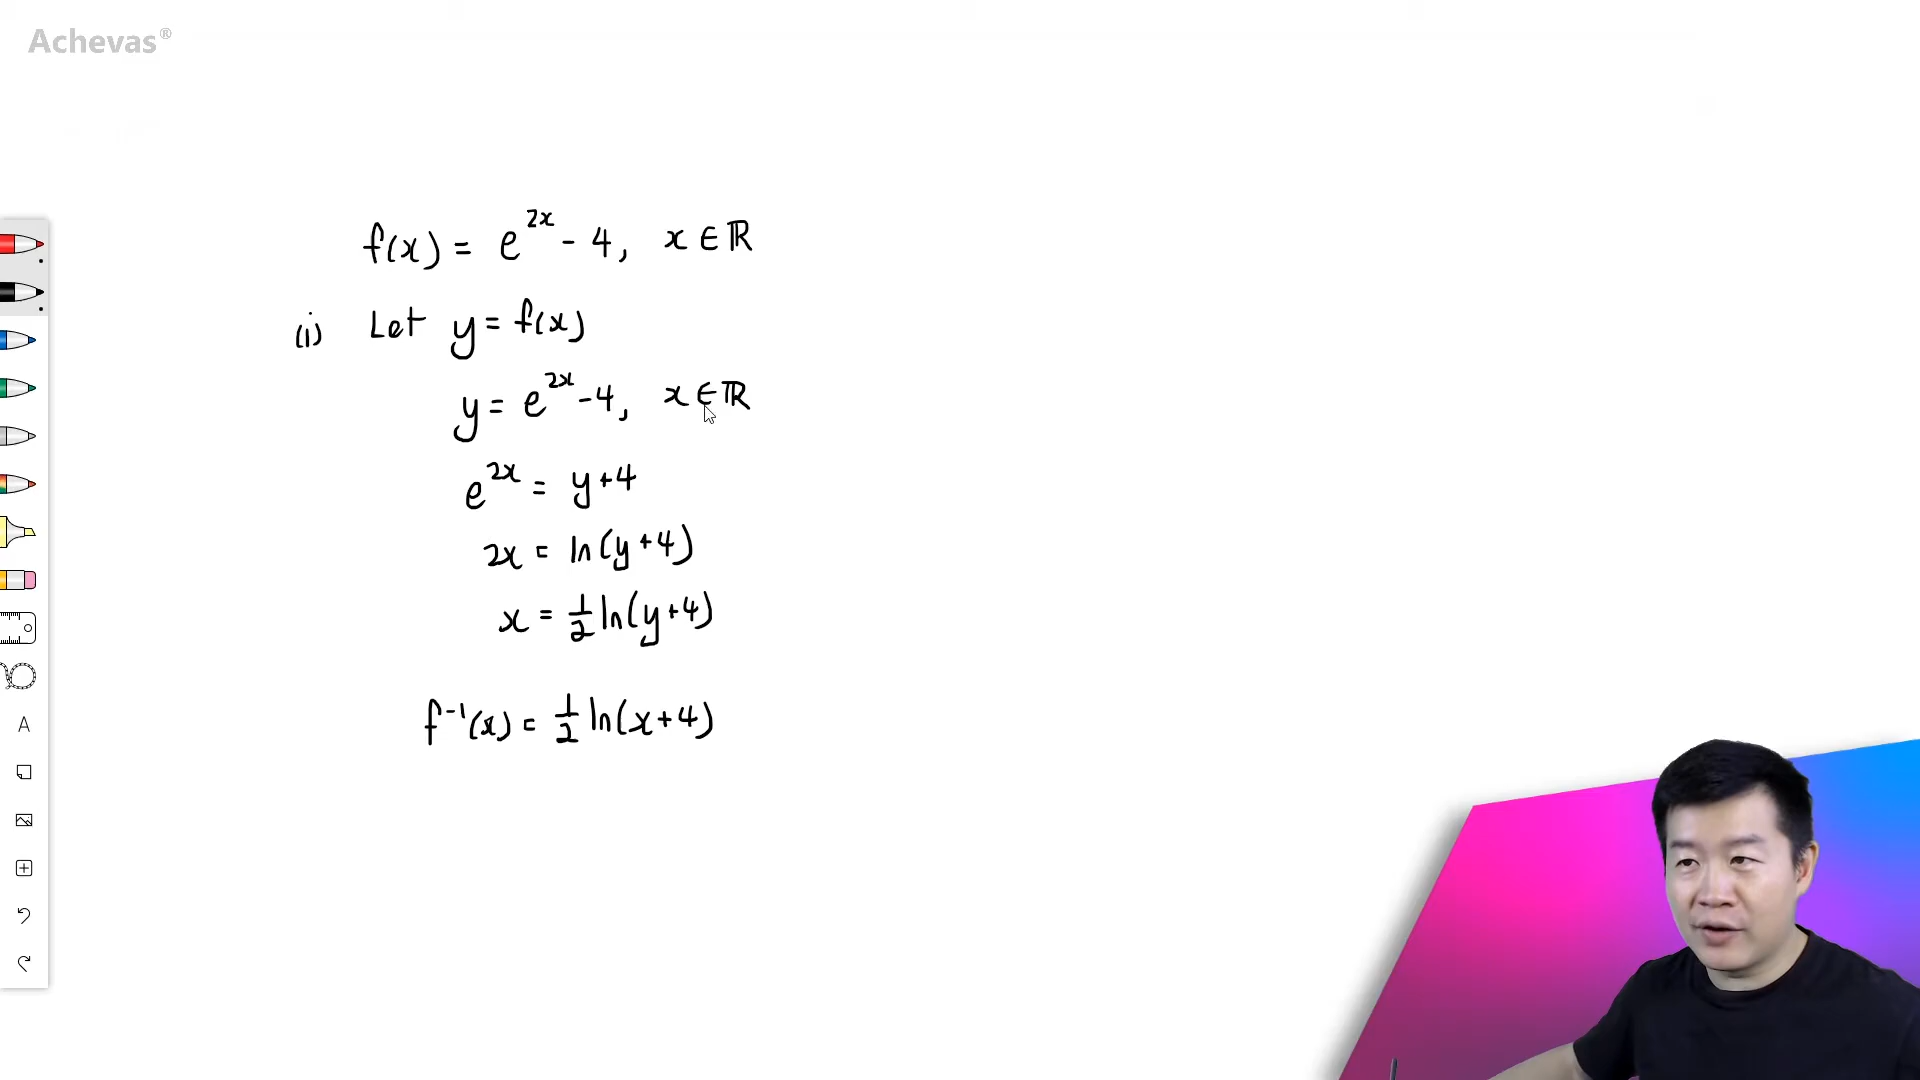 Achevas®
f(x) = e^{2x} - 4, x ∈ ℝ
(i) Let y = f(x)
y = e^{2x} - 4, x ∈ ℝ
e^{2x} = y + 4
2x = ln(y + 4)
x = 1/2 ln(y + 4)
f^{-1}(x) = 1/2 ln(x + 4)
A